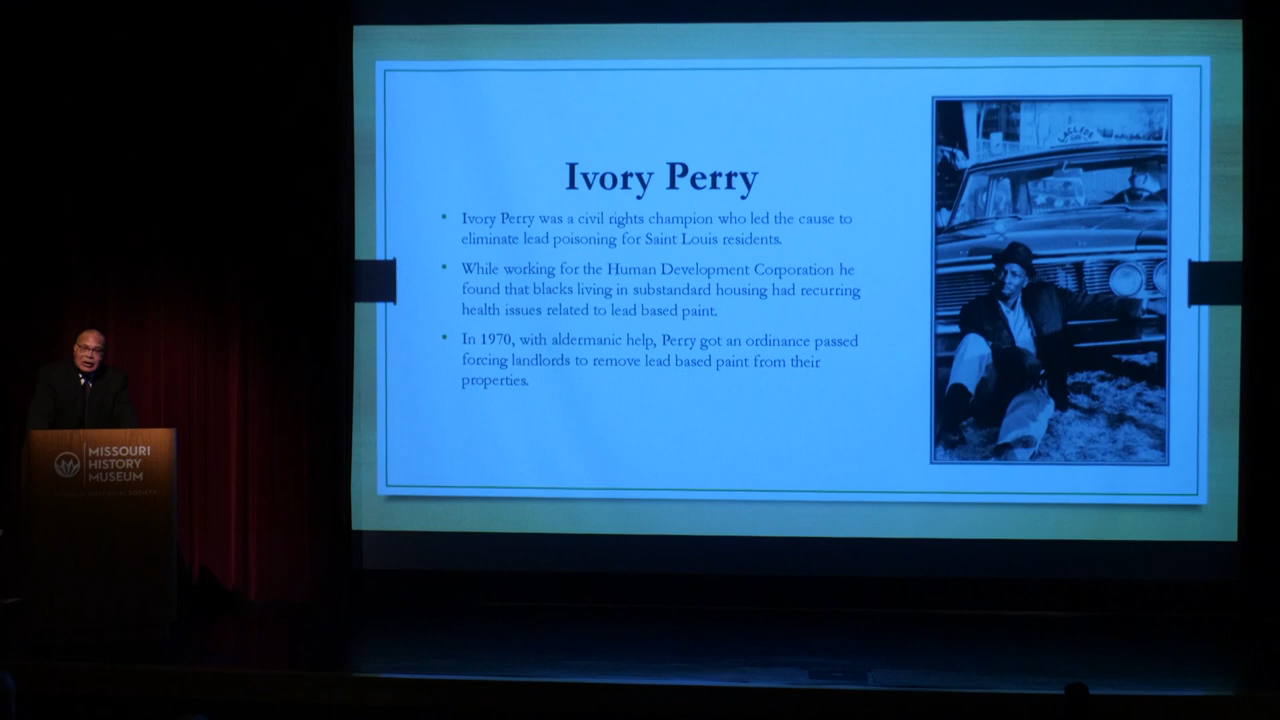 Ivory Perry
• Ivory Perry was a civil rights champion who led the cause to
eliminate lead poisoning for Saint Louis residents.
• While working for the Human Development Corporation he
found that blacks living in substandard housing had recurring
health issues related to lead based paint.
• In 1970, with aldermanic help, Perry got an ordinance passed
forcing landlords to remove lead based paint from their
properties.
LACLEDE
MISSOURI
HISTORY
MUSEUM